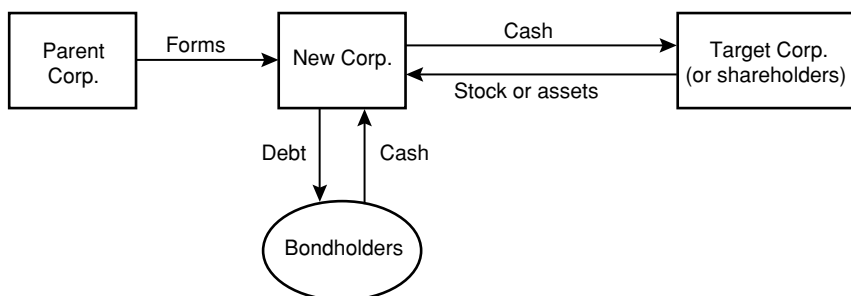 Parent
Corp.
Forms
New Corp.
Cash
Stock or assets
Target Corp.
(or shareholders)
Debt
Cash
Bondholders